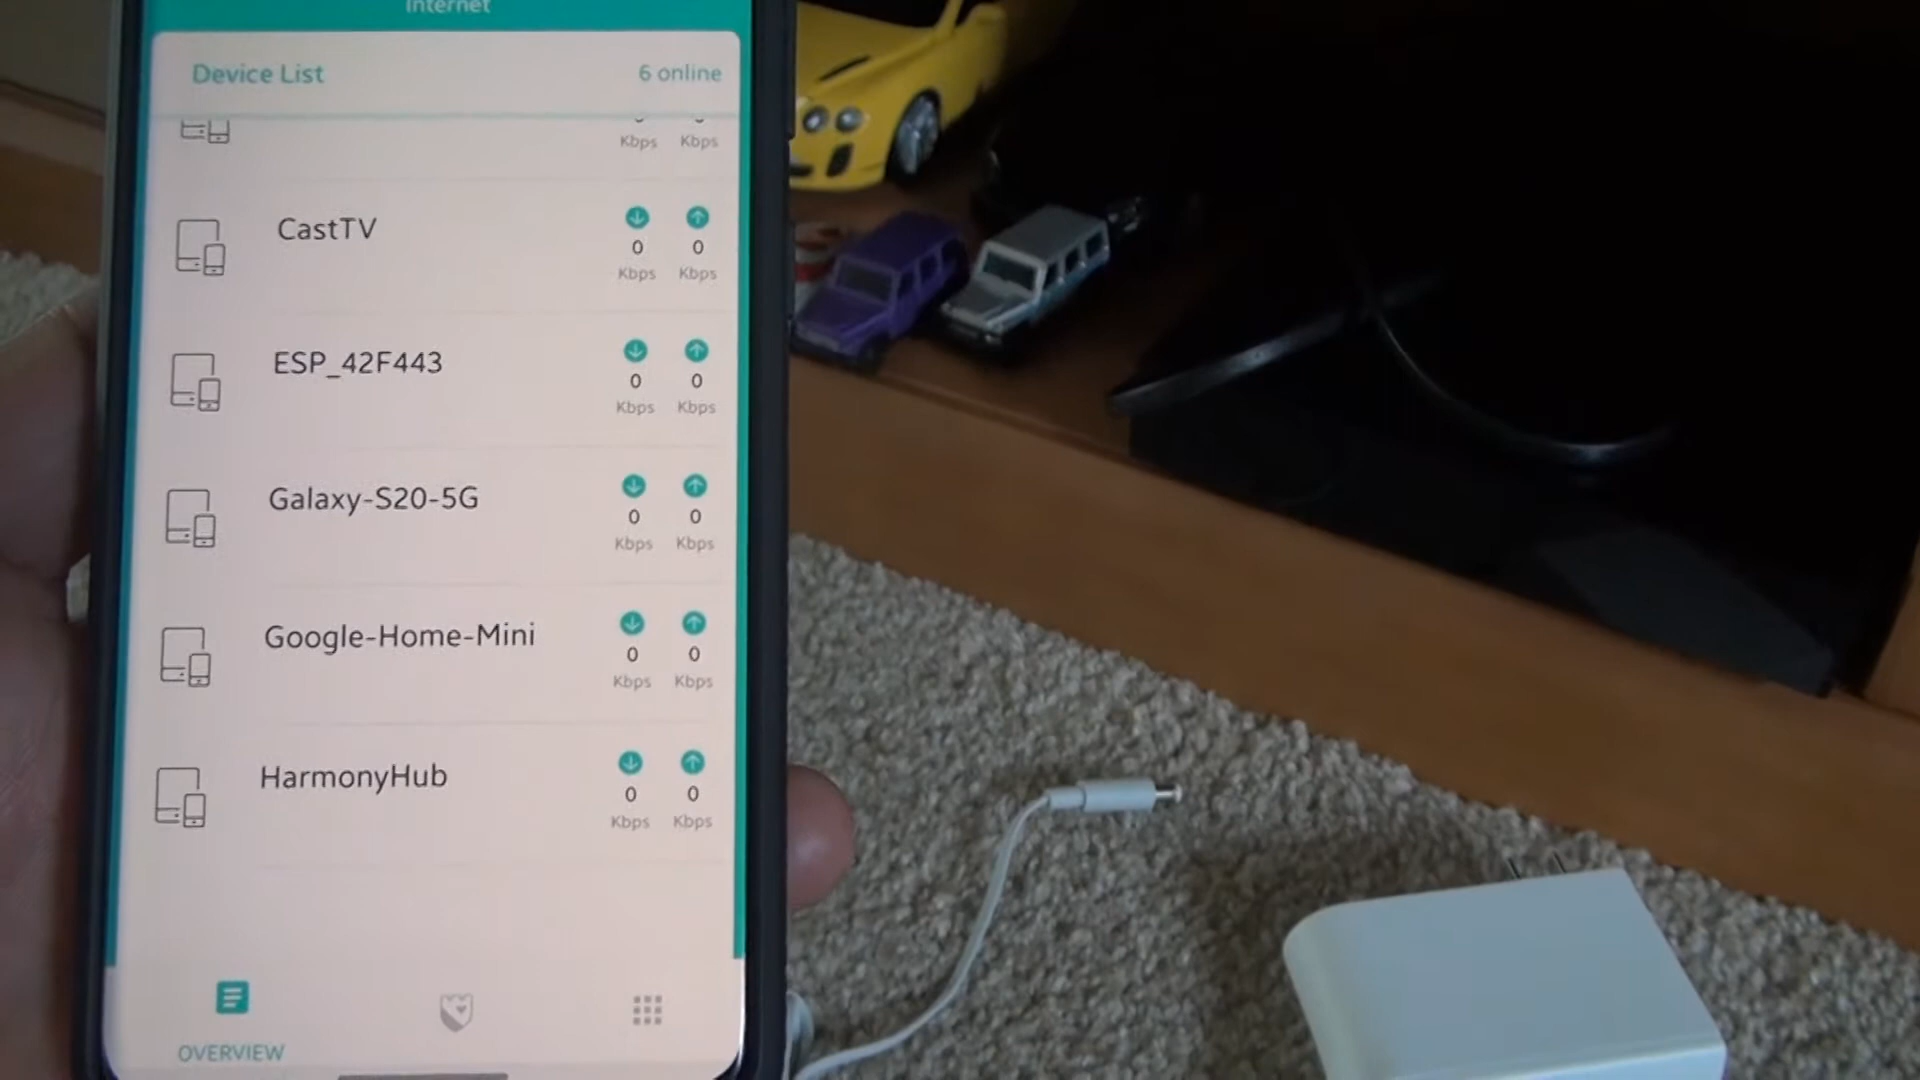 Internet
Device List 6 online
Kbps Kbps
CastTV
0 0
Kbps Kbps
ESP_42F443
0 0
Kbps Kbps
Galaxy-S20-5G
0 0
Kbps Kbps
Google-Home-Mini
0 0
Kbps Kbps
HarmonyHub
0 0
Kbps Kbps
OVERVIEW